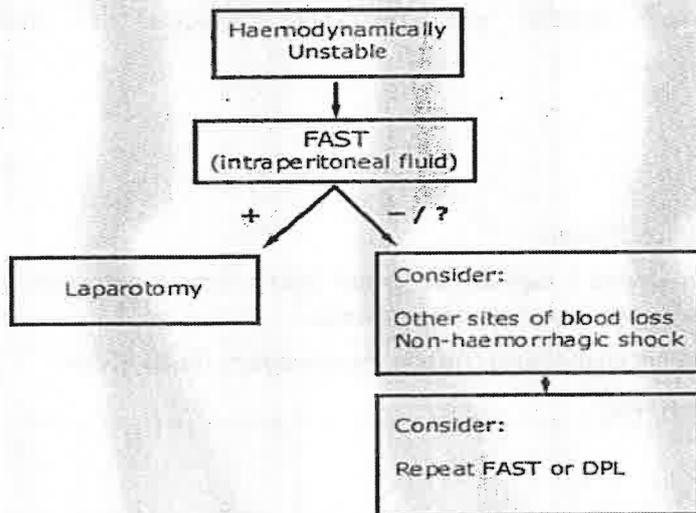 Haemodynamically
Unstable
FAST
(intraperitoneal fluid)
+
- / ?
Laparotomy
Consider:
Other sites of blood loss
Non-haemorrhagic shock
Consider:
Repeat FAST or DPL